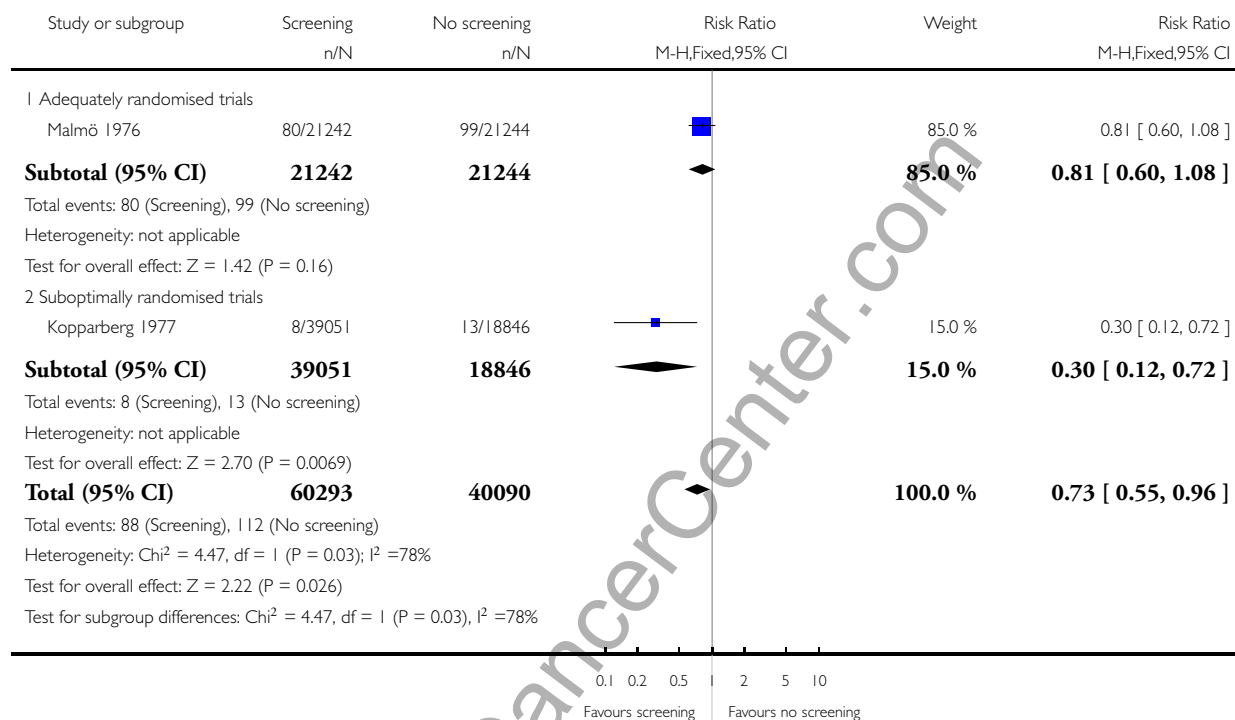 Study or subgroup Screening No screening Risk Ratio Weight Risk Ratio
n/N n/N M-H,Fixed,95% CI M-H,Fixed,95% CI
1 Adequately randomised trials
Malmö 1976 80/21242 99/21244 85.0 % 0.81 [ 0.60, 1.08 ]
Subtotal (95% CI) 21242 21244 85.0 % 0.81 [ 0.60, 1.08 ]
Total events: 80 (Screening), 99 (No screening)
Heterogeneity: not applicable
Test for overall effect: Z = 1.42 (P = 0.16)
2 Suboptimally randomised trials
Kopparberg 1977 8/39051 13/18846 15.0 % 0.30 [ 0.12, 0.72 ]
Subtotal (95% CI) 39051 18846 15.0 % 0.30 [ 0.12, 0.72 ]
Total events: 8 (Screening), 13 (No screening)
Heterogeneity: not applicable
Test for overall effect: Z = 2.70 (P = 0.0069)
Total (95% CI) 60293 40090 100.0 % 0.73 [ 0.55, 0.96 ]
Total events: 88 (Screening), 112 (No screening)
Heterogeneity: Chi² = 4.47, df = 1 (P = 0.03); I² =78%
Test for overall effect: Z = 2.22 (P = 0.026)
Test for subgroup differences: Chi² = 4.47, df = 1 (P = 0.03), I² =78%
0.1 0.2 0.5 1 2 5 10
Favours screening Favours no screening
ancerCenter.com